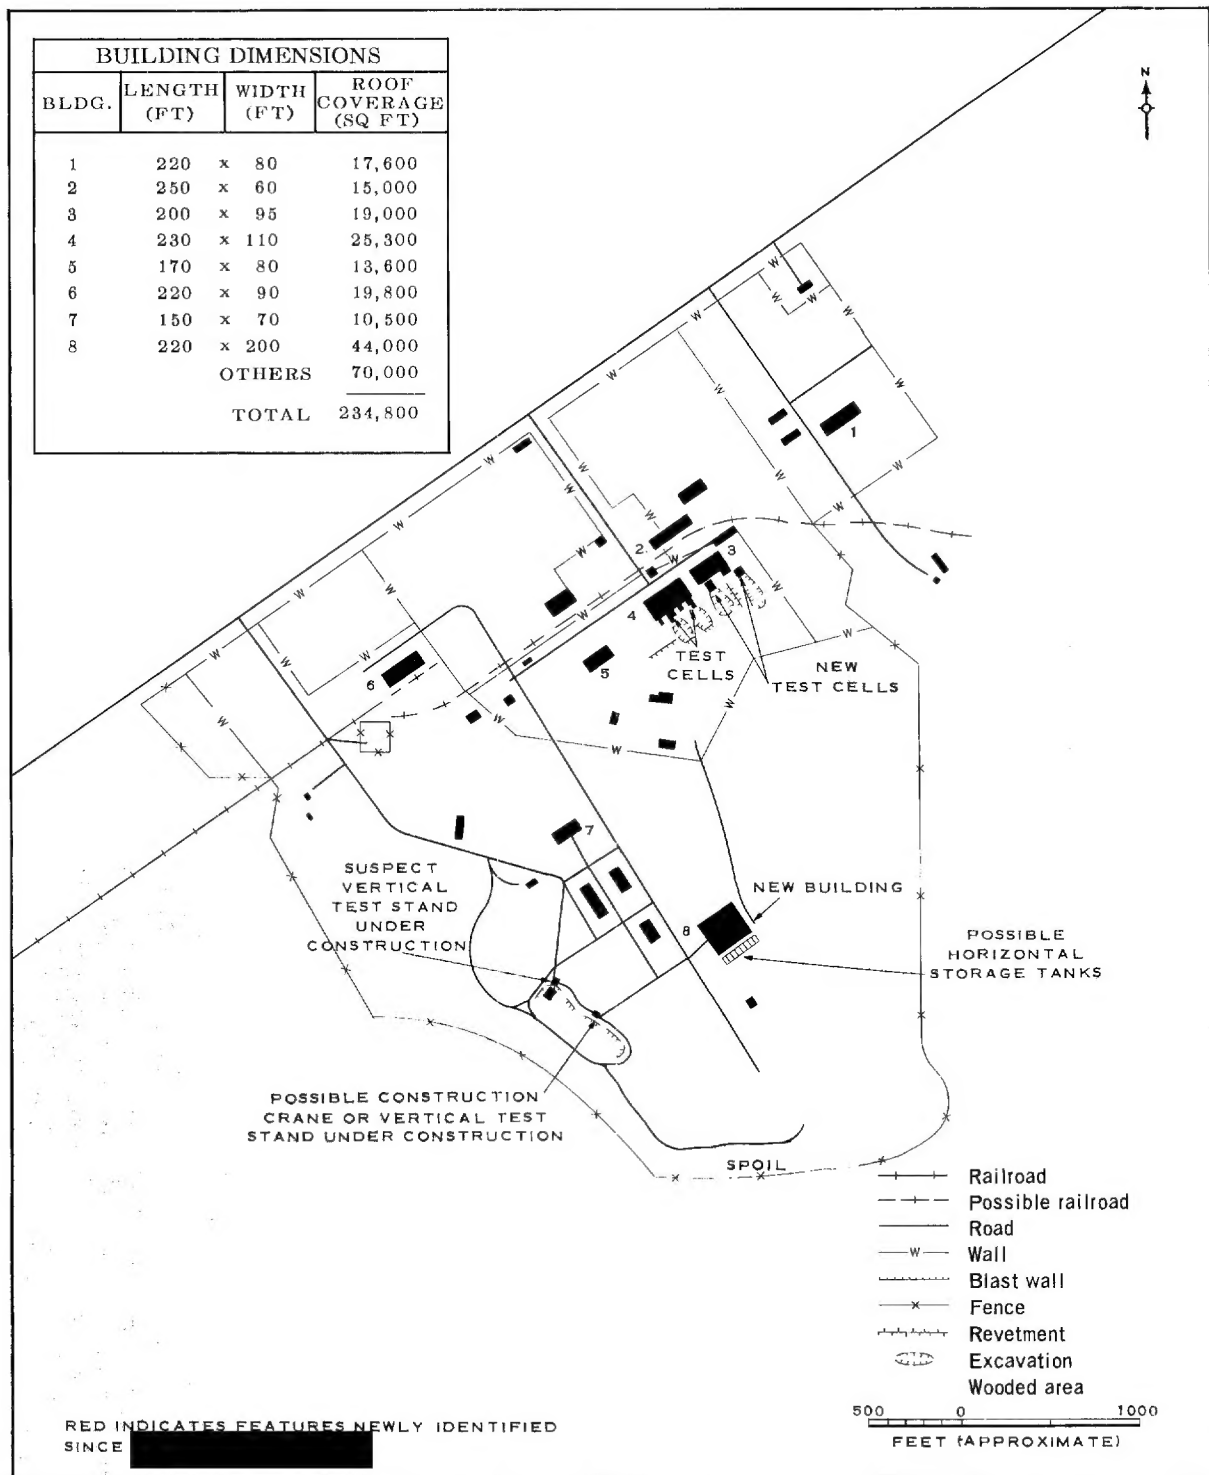 BUILDING DIMENSIONS
BLDG. LENGTH (FT) WIDTH (FT) ROOF COVERAGE (SQ FT)
1 220 x 80 17,600
2 250 x 60 15,000
3 200 x 95 19,000
4 230 x 110 25,300
5 170 x 80 13,600
6 220 x 90 19,800
7 150 x 70 10,500
8 220 x 200 44,000
OTHERS 70,000
TOTAL 234,800
N
1
2
3
4
5
6
7
8
TEST
CELLS
NEW
TEST CELLS
SUSPECT
VERTICAL
TEST STAND
UNDER
CONSTRUCTION
NEW BUILDING
POSSIBLE
HORIZONTAL
STORAGE TANKS
POSSIBLE CONSTRUCTION
CRANE OR VERTICAL TEST
STAND UNDER CONSTRUCTION
SPOIL
Railroad
Possible railroad
Road
W Wall
Blast wall
Fence
Revetment
Excavation
Wooded area
500 0 1000
FEET (APPROXIMATE)
RED INDICATES FEATURES NEWLY IDENTIFIED
SINCE